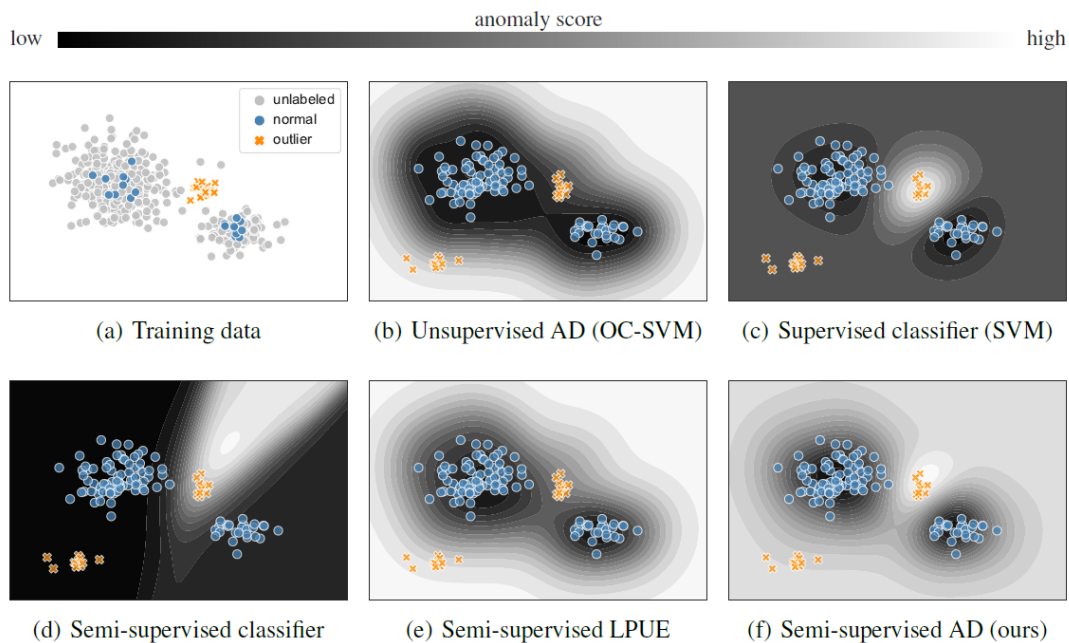 anomaly score
low high
unlabeled
normal
outlier
(a) Training data
(b) Unsupervised AD (OC-SVM)
(c) Supervised classifier (SVM)
(d) Semi-supervised classifier
(e) Semi-supervised LPUE
(f) Semi-supervised AD (ours)